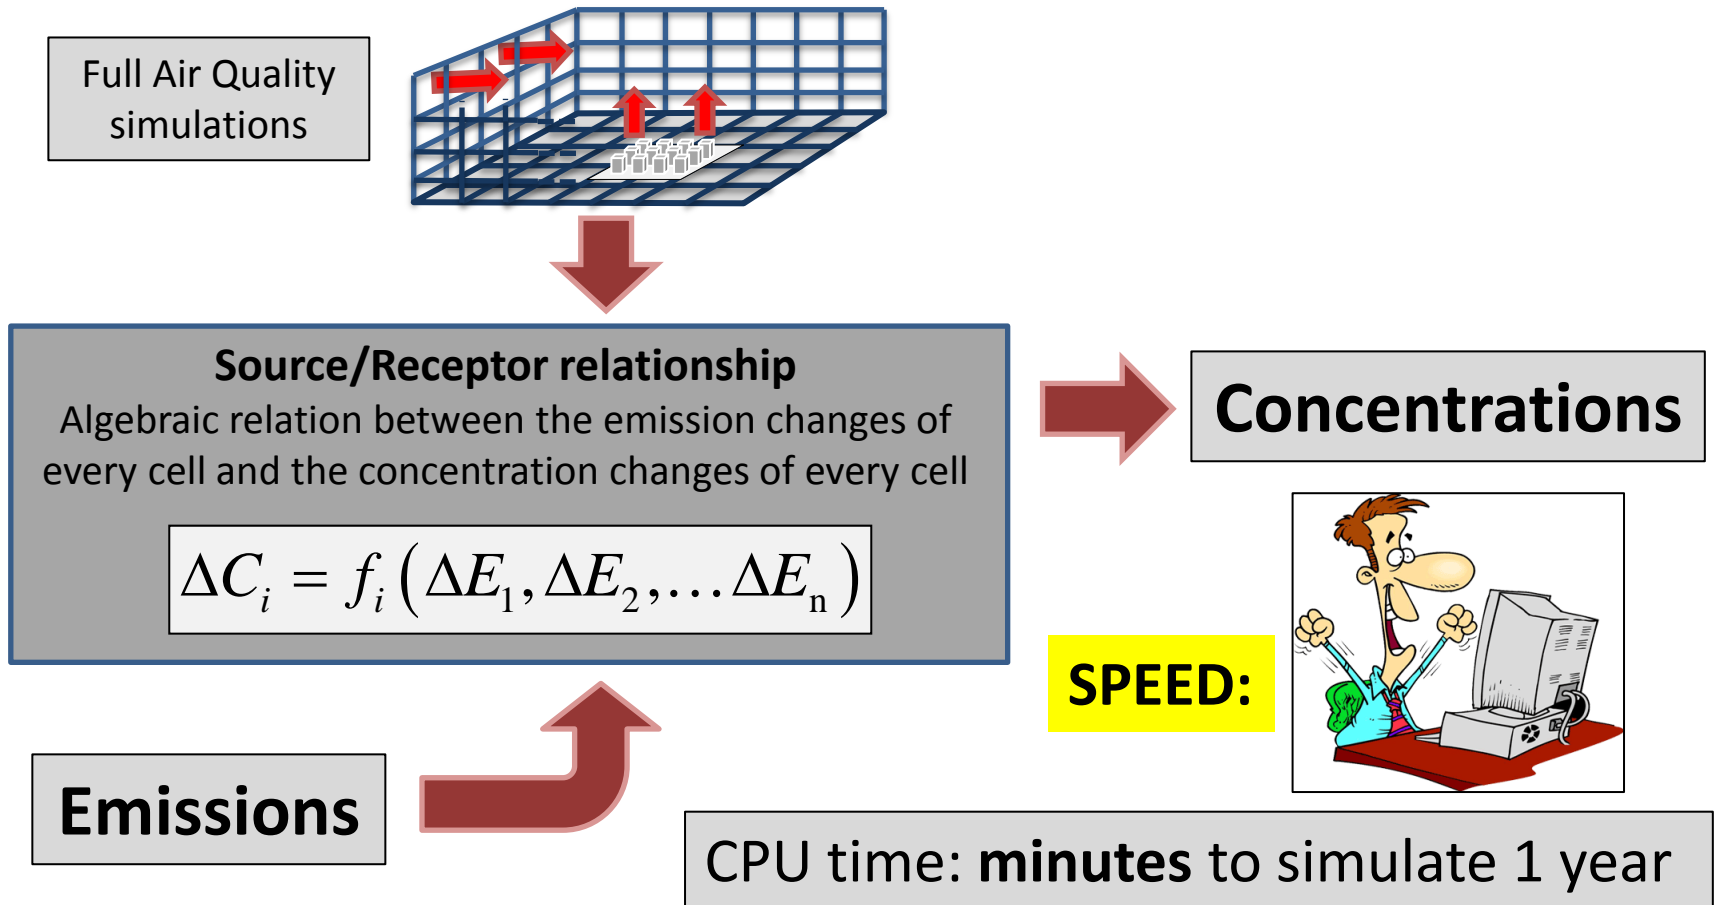 Full Air Quality
simulations
Source/Receptor relationship
Algebraic relation between the emission changes of
every cell and the concentration changes of every cell
ΔC_i = f_i (ΔE_1, ΔE_2,… ΔE_n)
Concentrations
SPEED:
Emissions
CPU time: minutes to simulate 1 year